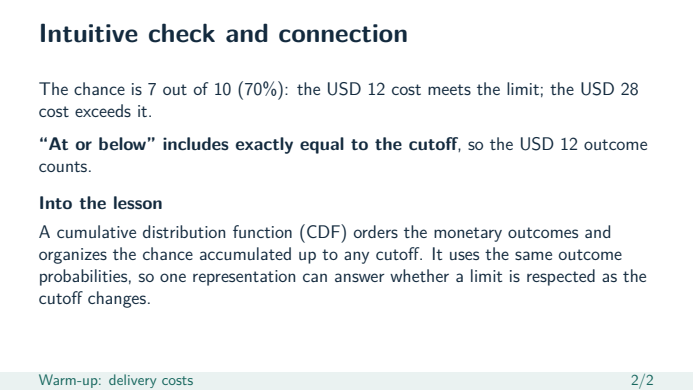 Intuitive check and connection
The chance is 7 out of 10 (70%): the USD 12 cost meets the limit; the USD 28
cost exceeds it.
“At or below” includes exactly equal to the cutoff, so the USD 12 outcome
counts.
Into the lesson
A cumulative distribution function (CDF) orders the monetary outcomes and
organizes the chance accumulated up to any cutoff. It uses the same outcome
probabilities, so one representation can answer whether a limit is respected as the
cutoff changes.
Warm-up: delivery costs
2/2